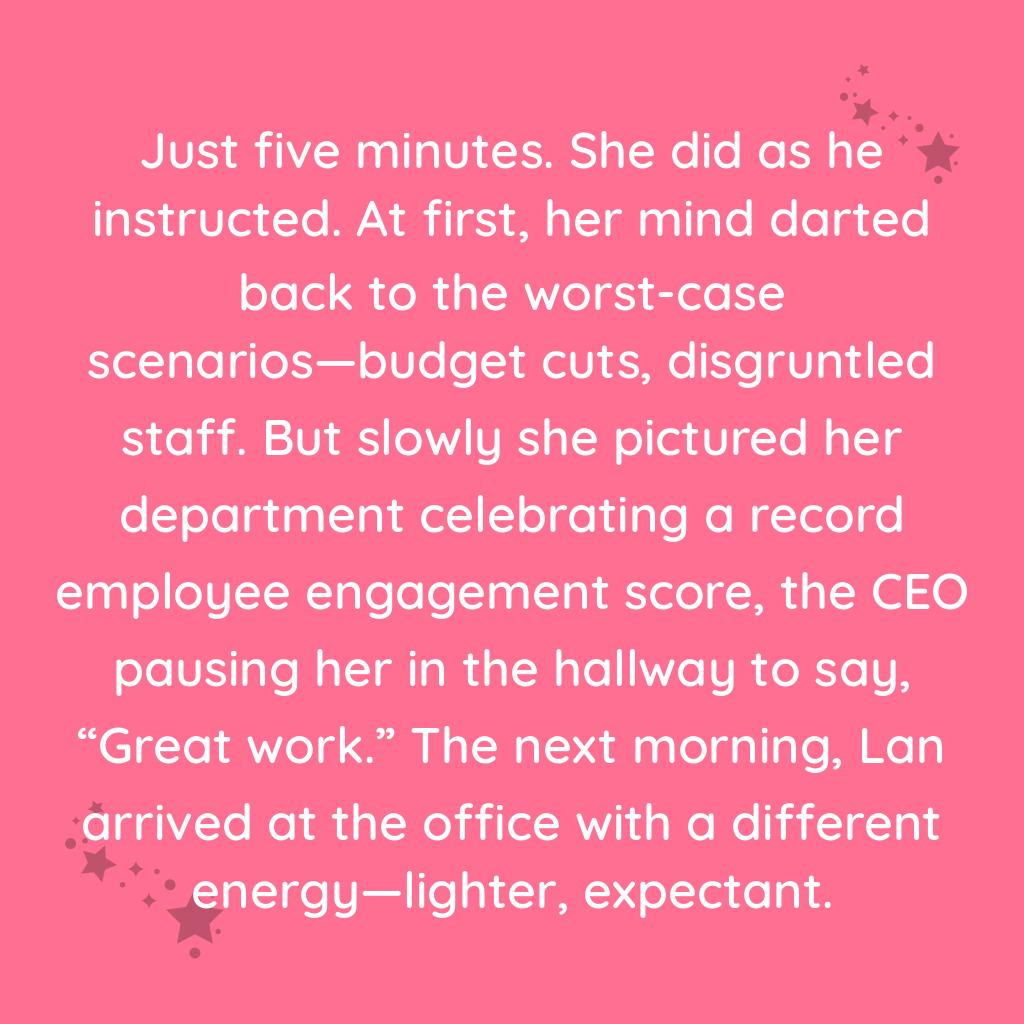 Just five minutes. She did as he
instructed. At first, her mind darted
back to the worst-case
scenarios—budget cuts, disgruntled
staff. But slowly she pictured her
department celebrating a record
employee engagement score, the CEO
pausing her in the hallway to say,
“Great work.” The next morning, Lan
arrived at the office with a different
energy—lighter, expectant.